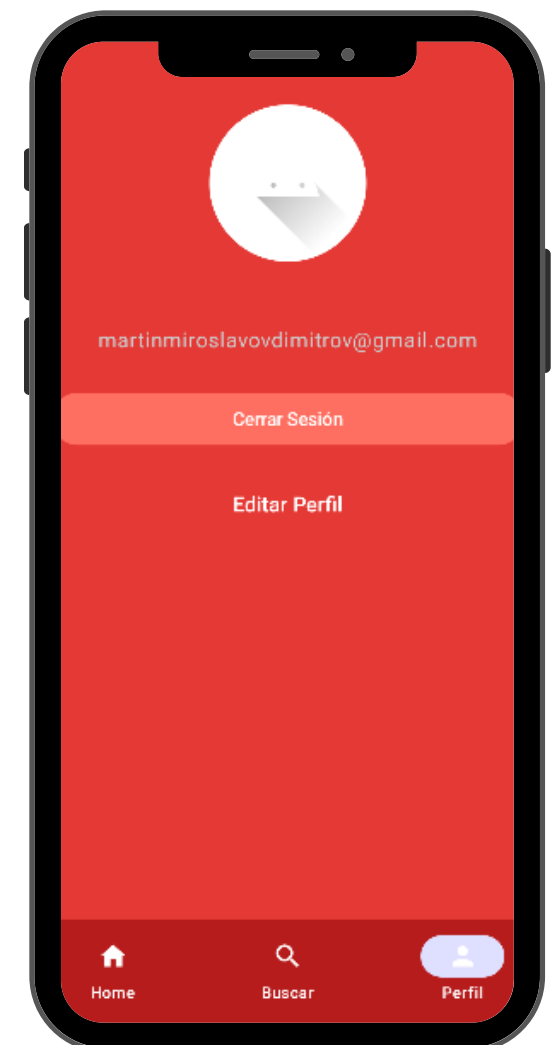 martinmiroslavovdimitrov@gmail.com
Cerrar Sesión
Editar Perfil
Home
Buscar
Perfil